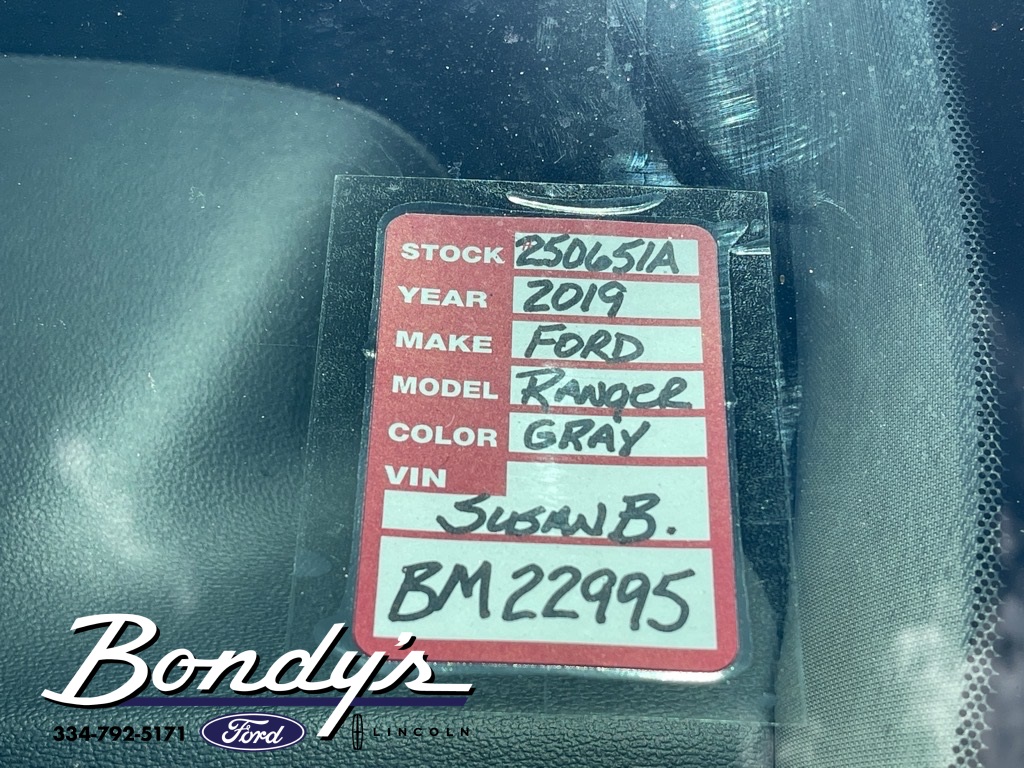 STOCK 250651A
YEAR 2019
MAKE FORD
MODEL RANGER
COLOR GRAY
VIN
SUSAN B.
BM22995
Bondy's
334-792-5171 Ford LINCOLN